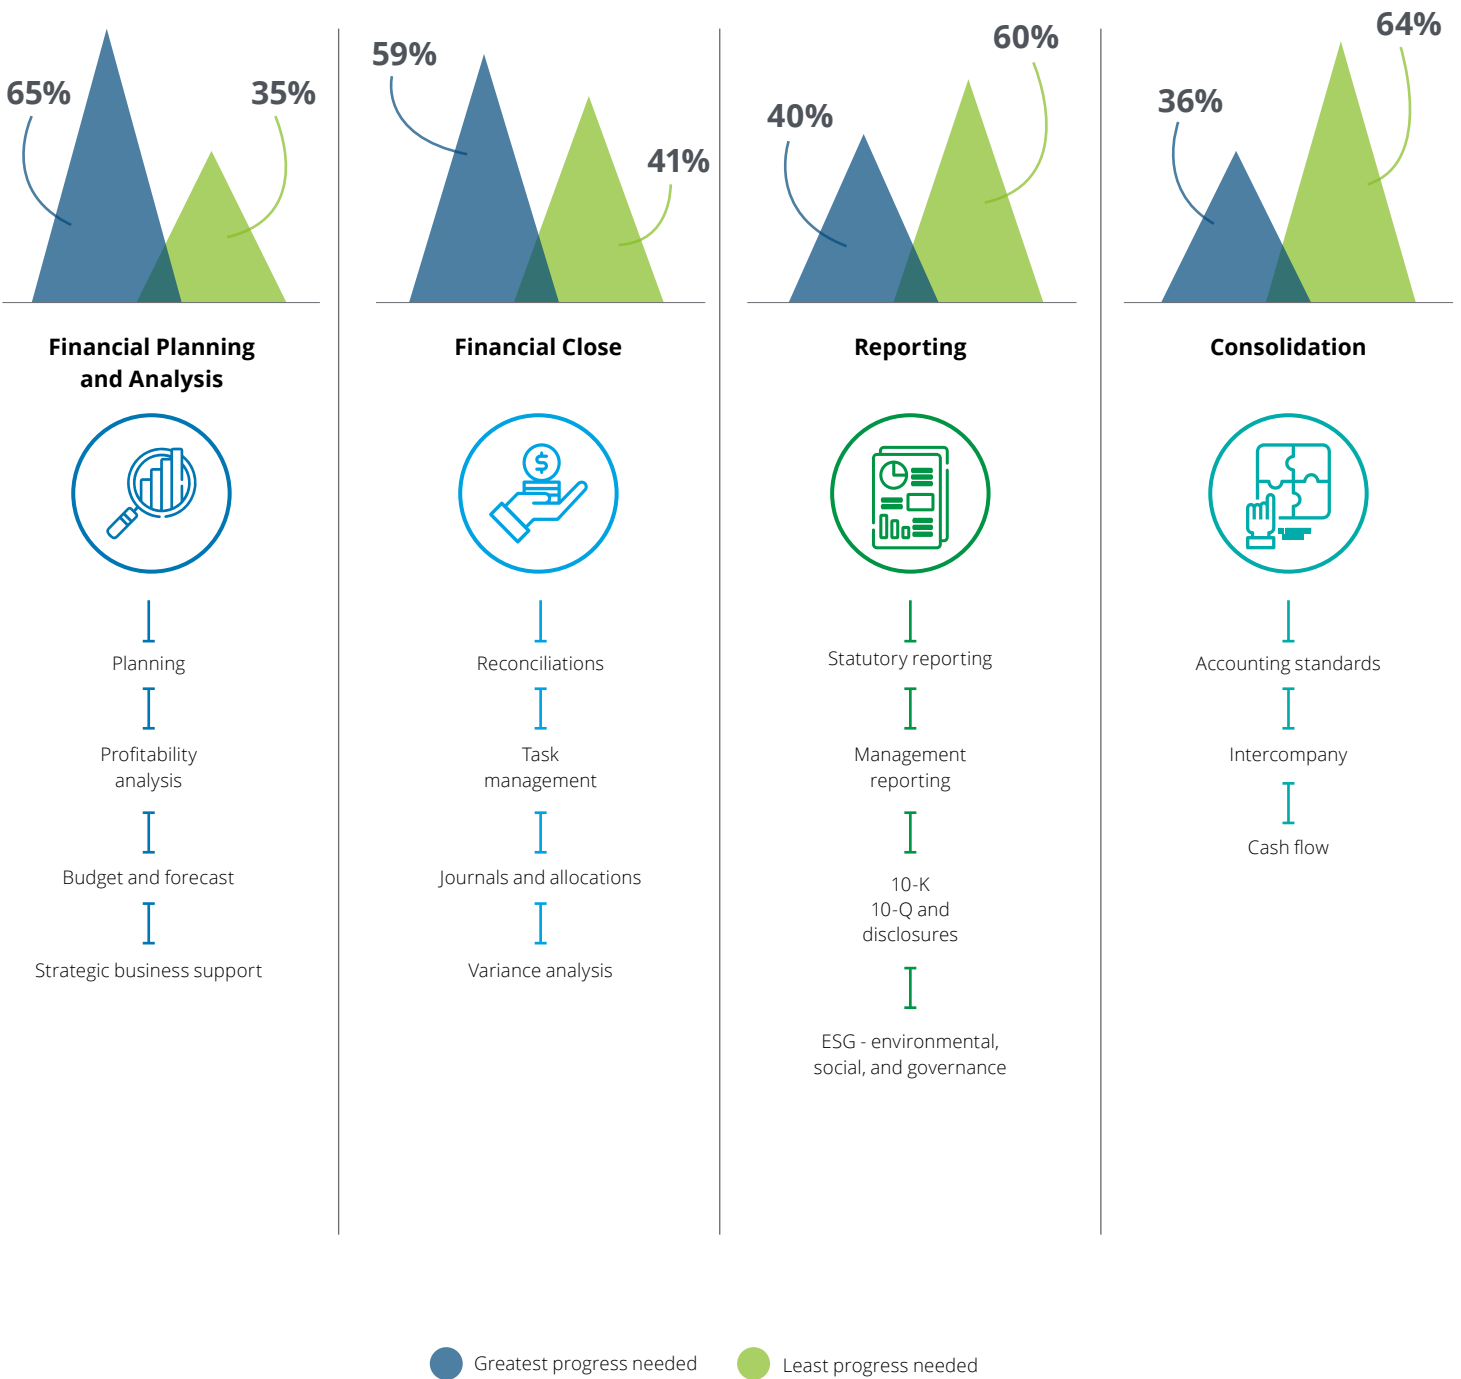 65%
35%
Financial Planning
and Analysis
Planning
Profitability
analysis
Budget and forecast
Strategic business support
59%
41%
Financial Close
$
Reconciliations
Task
management
Journals and allocations
Variance analysis
40%
60%
Reporting
Statutory reporting
Management
reporting
10-K
10-Q and
disclosures
ESG - environmental,
social, and governance
36%
64%
Consolidation
Accounting standards
Intercompany
Cash flow
Greatest progress needed
Least progress needed